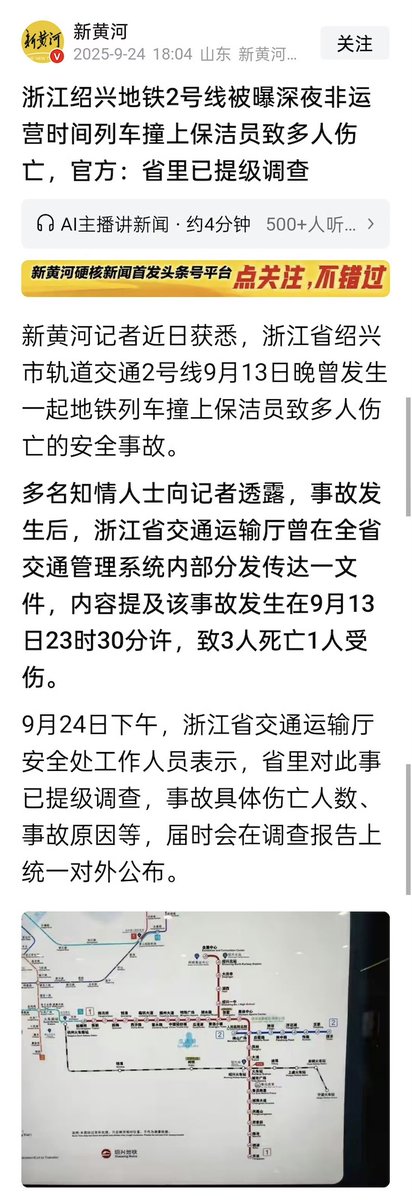 新黄河
2025-9-24 18:04 山东 新黄河...
关注
浙江绍兴地铁2号线被曝深夜非运
营时间列车撞上保洁员致多人伤
亡，官方：省里已提级调查
AI主播讲新闻 · 约4分钟 500+人听... >
新黄河硬核新闻首发头条号平台 点关注，不错过
新黄河记者近日获悉，浙江省绍兴
市轨道交通2号线9月13日晚曾发生
一起地铁列车撞上保洁员致多人伤
亡的安全事故。
多名知情人士向记者透露，事故发
生后，浙江省交通运输厅曾在全省
交通管理系统内部分发传达一文
件，内容提及该事故发生在9月13
日23时30分许，致3人死亡1人受
伤。
9月24日下午，浙江省交通运输厅
安全处工作人员表示，省里对此事
已提级调查，事故具体伤亡人数、
事故原因等，届时会在调查报告上
统一对外公布。
1
2
2
1
绍兴地铁